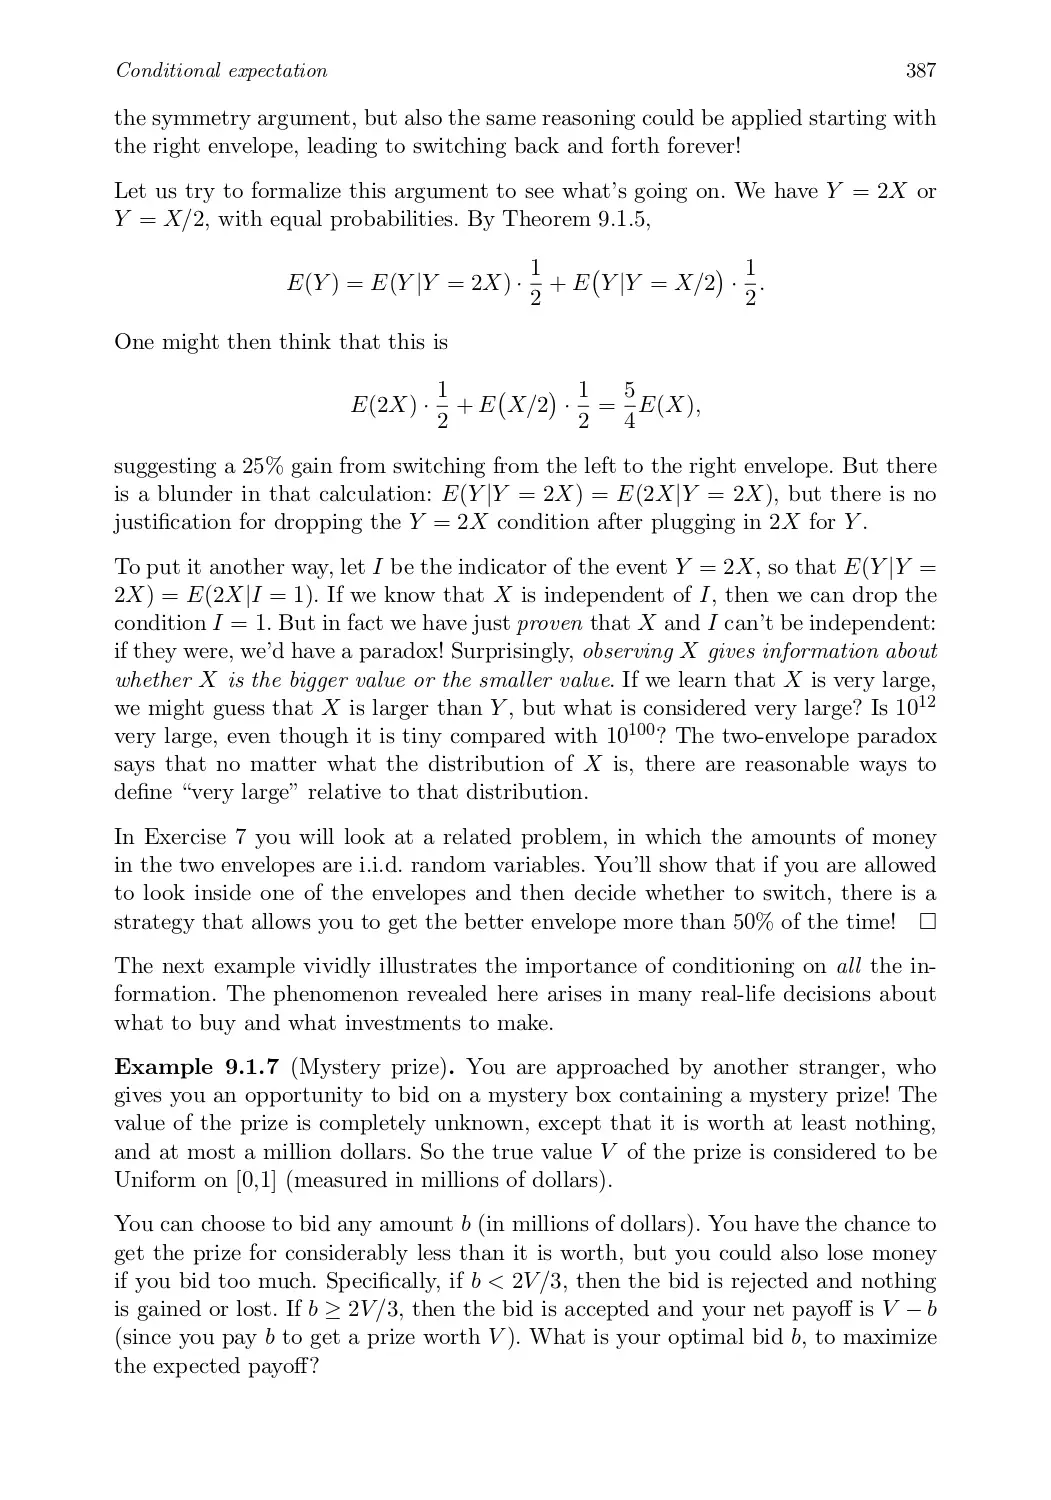 Conditional expectation 387
the symmetry argument, but also the same reasoning could be applied starting with
the right envelope, leading to switching back and forth forever!
Let us try to formalize this argument to see what's going on. We have Y = 2X or
Y = X/2, with equal probabilities. By Theorem 9.1.5,
E(Y) = E(Y|Y = 2X) · 1/2 + E(Y|Y = X/2) · 1/2.
One might then think that this is
E(2X) · 1/2 + E(X/2) · 1/2 = 5/4 E(X),
suggesting a 25% gain from switching from the left to the right envelope. But there
is a blunder in that calculation: E(Y|Y = 2X) = E(2X|Y = 2X), but there is no
justification for dropping the Y = 2X condition after plugging in 2X for Y.
To put it another way, let I be the indicator of the event Y = 2X, so that E(Y|Y =
2X) = E(2X|I = 1). If we know that X is independent of I, then we can drop the
condition I = 1. But in fact we have just proven that X and I can't be independent:
if they were, we'd have a paradox! Surprisingly, observing X gives information about
whether X is the bigger value or the smaller value. If we learn that X is very large,
we might guess that X is larger than Y, but what is considered very large? Is 10^12
very large, even though it is tiny compared with 10^100? The two-envelope paradox
says that no matter what the distribution of X is, there are reasonable ways to
define “very large” relative to that distribution.
In Exercise 7 you will look at a related problem, in which the amounts of money
in the two envelopes are i.i.d. random variables. You'll show that if you are allowed
to look inside one of the envelopes and then decide whether to switch, there is a
strategy that allows you to get the better envelope more than 50% of the time! □
The next example vividly illustrates the importance of conditioning on all the in-
formation. The phenomenon revealed here arises in many real-life decisions about
what to buy and what investments to make.
Example 9.1.7 (Mystery prize). You are approached by another stranger, who
gives you an opportunity to bid on a mystery box containing a mystery prize! The
value of the prize is completely unknown, except that it is worth at least nothing,
and at most a million dollars. So the true value V of the prize is considered to be
Uniform on [0,1] (measured in millions of dollars).
You can choose to bid any amount b (in millions of dollars). You have the chance to
get the prize for considerably less than it is worth, but you could also lose money
if you bid too much. Specifically, if b < 2V/3, then the bid is rejected and nothing
is gained or lost. If b ≥ 2V/3, then the bid is accepted and your net payoff is V − b
(since you pay b to get a prize worth V). What is your optimal bid b, to maximize
the expected payoff?